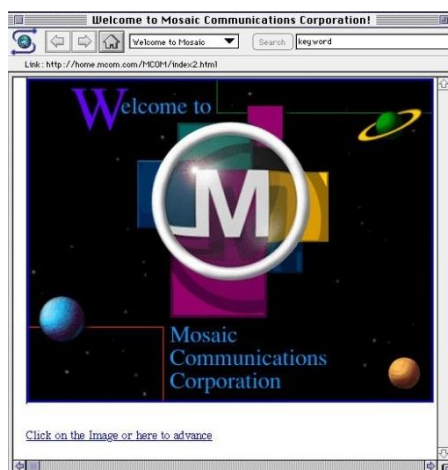 Welcome to Mosaic Communications Corporation!
Welcome to Mosaic
Search
keyword
Link: http://home.mcom.com/MCOM/index2.html
Welcome to
M
Mosaic
Communications
Corporation
Click on the Image or here to advance